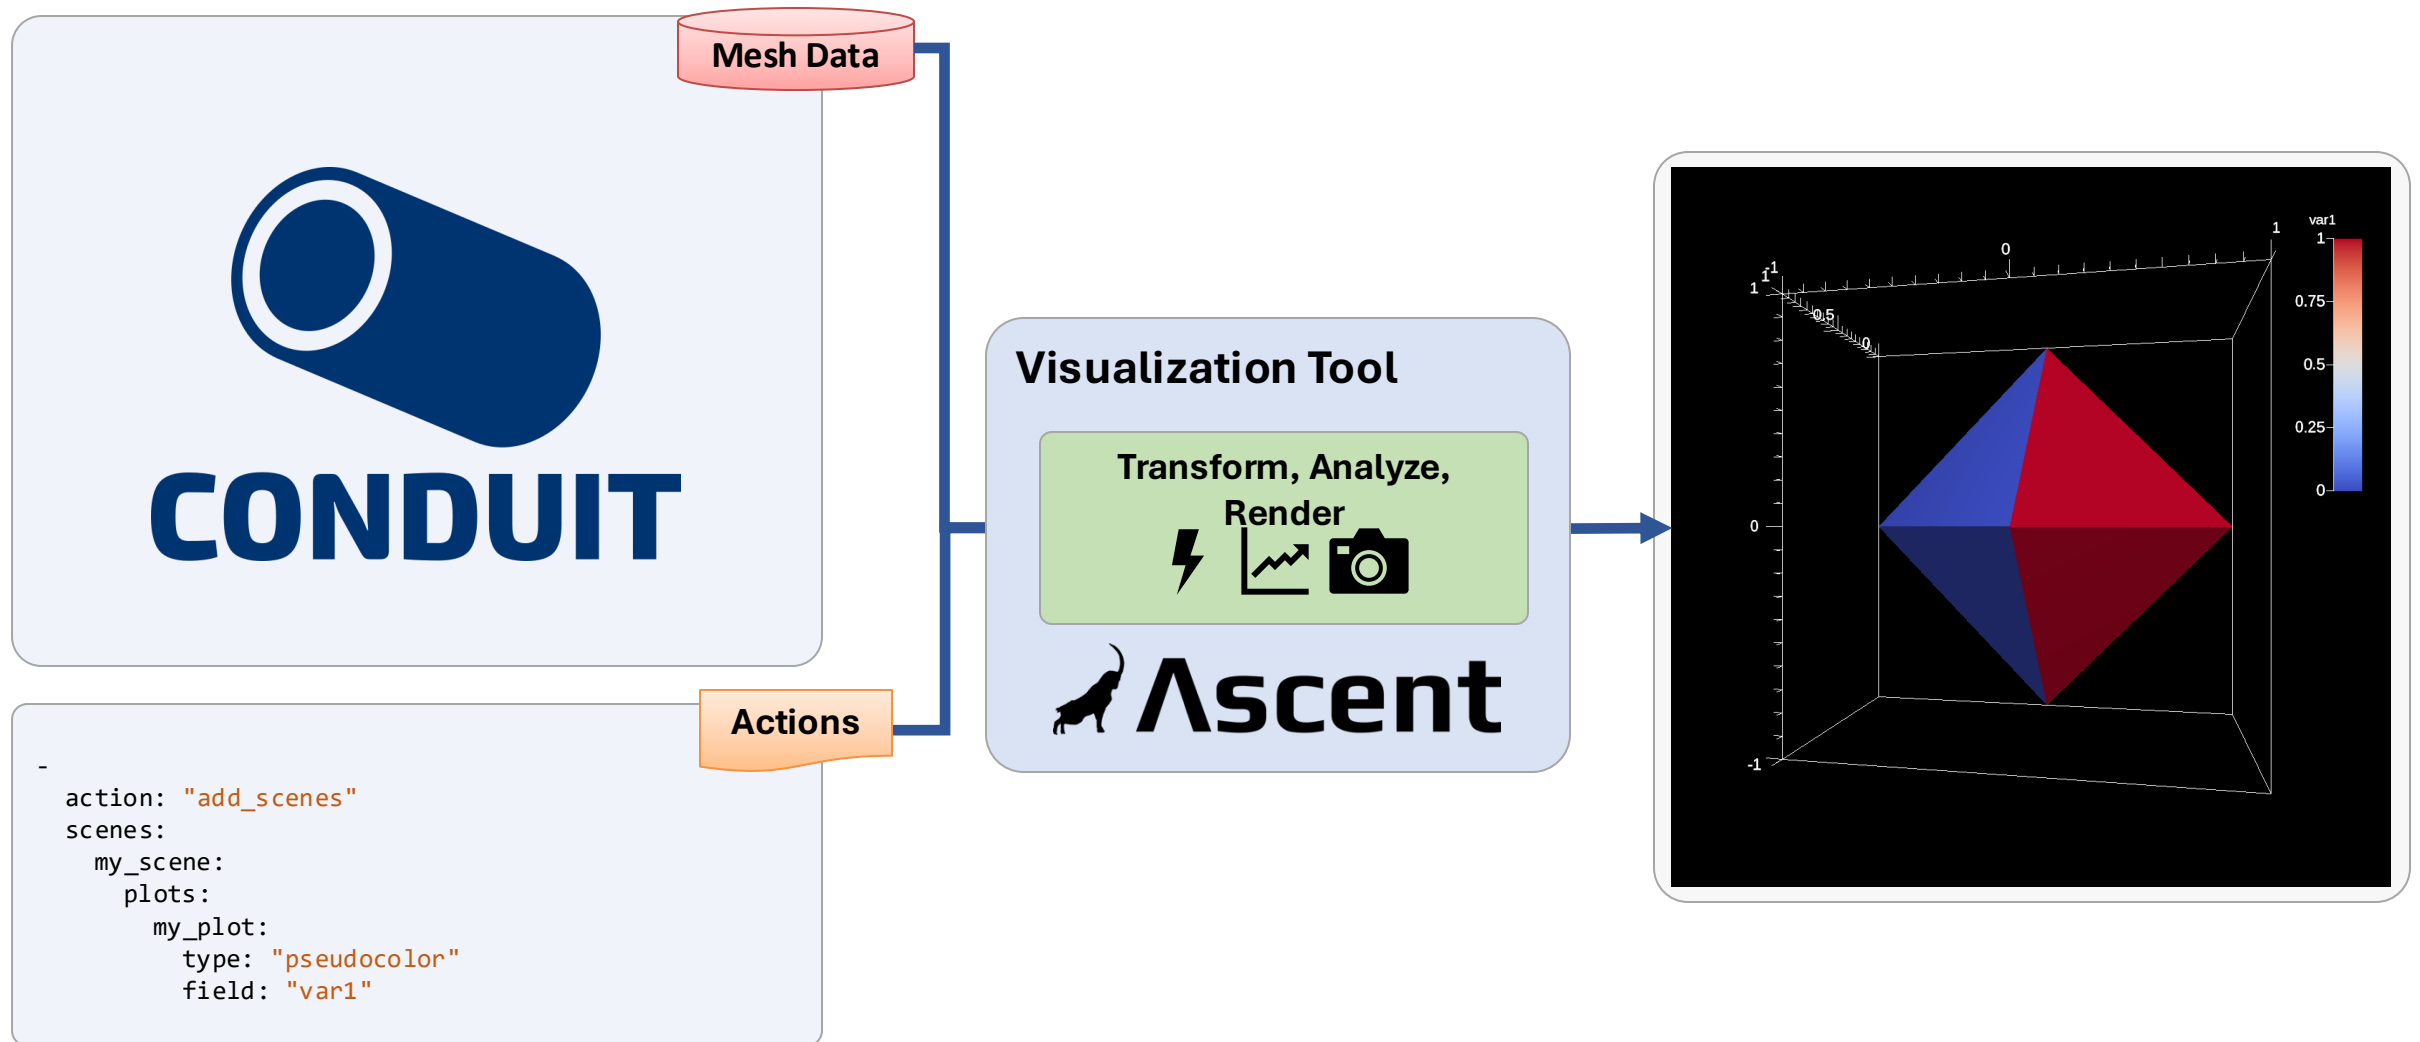 Mesh Data
CONDUIT
Actions
-
action: "add_scenes"
scenes:
my_scene:
plots:
my_plot:
type: "pseudocolor"
field: "var1"
Visualization Tool
Transform, Analyze,
Render
Ascent
var1
1
0.75
0.5
0.25
0
-1
0
1
1
0.5
0
1
0
-1